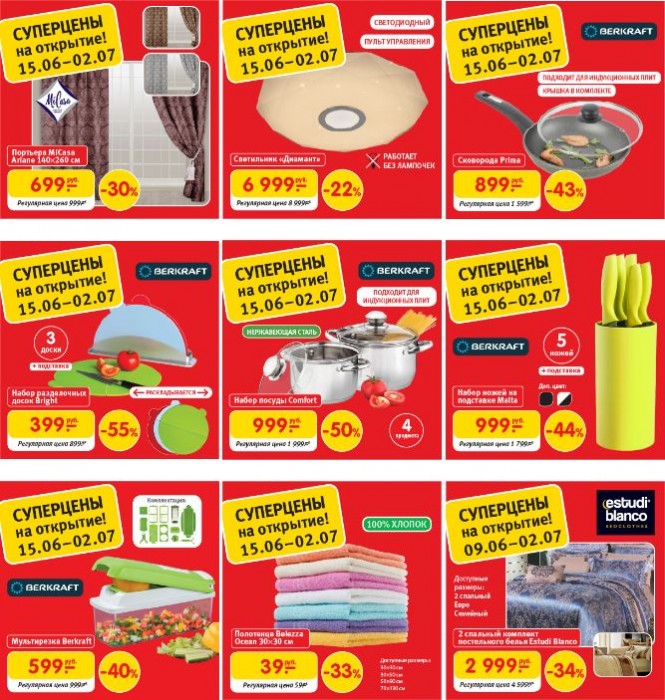 СУПЕРЦЕНЫ
на открытие!
15.06–02.07
MiCasa
Портьера MiCasa
Ariane 140×260 см
699 руб.
-30%
Регулярная цена 999
СУПЕРЦЕНЫ
на открытие!
15.06–02.07
СВЕТОДИОДНЫЙ
ПУЛЬТ УПРАВЛЕНИЯ
Светильник «Диамант»
РАБОТАЕТ
БЕЗ ЛАМПОЧЕК
6 999 руб.
-22%
Регулярная цена 8 999
СУПЕРЦЕНЫ
на открытие!
15.06–02.07
BERKRAFT
ПОДХОДИТ ДЛЯ ИНДУКЦИОННЫХ ПЛИТ
КРЫШКА В КОМПЛЕКТЕ
Сковорода Prima
899 руб.
-43%
Регулярная цена 1 599
СУПЕРЦЕНЫ
на открытие!
15.06–02.07
BERKRAFT
3
доски
+ подставка
РАСКЛАДЫВАЕТСЯ
Набор разделочных
досок Bright
399 руб.
-55%
Регулярная цена 899
СУПЕРЦЕНЫ
на открытие!
15.06–02.07
BERKRAFT
ПОДХОДИТ ДЛЯ
ИНДУКЦИОННЫХ ПЛИТ
НЕРЖАВЕЮЩАЯ СТАЛЬ
Набор посуды Comfort
999 руб.
-50%
4
предмета
Регулярная цена 1 999
СУПЕРЦЕНЫ
на открытие!
15.06–02.07
BERKRAFT
5
ножей
+ подставка
Доп. цвет:
Набор ножей на
подставке Malta
999 руб.
-44%
Регулярная цена 1 799
СУПЕРЦЕНЫ
на открытие!
15.06–02.07
Комплектация:
BERKRAFT
Мультирезка Berkraft
599 руб.
-40%
Регулярная цена 999
СУПЕРЦЕНЫ
на открытие!
15.06–02.07
100% ХЛОПОК
Полотенце Belezza
Ocean 30×30 см
39 руб.
-33%
Регулярная цена 59
Доступные размеры:
30×30 см
30×50 см
50×90 см
70×130 см
СУПЕРЦЕНЫ
на открытие!
09.06–02.07
estudi
blanco
BEDCLOTHES
Доступные
размеры:
2 спальный
Евро
Семейный
2 спальный комплект
постельного белья Estudi Blanco
2 999 руб.
-34%
Регулярная цена 4 599